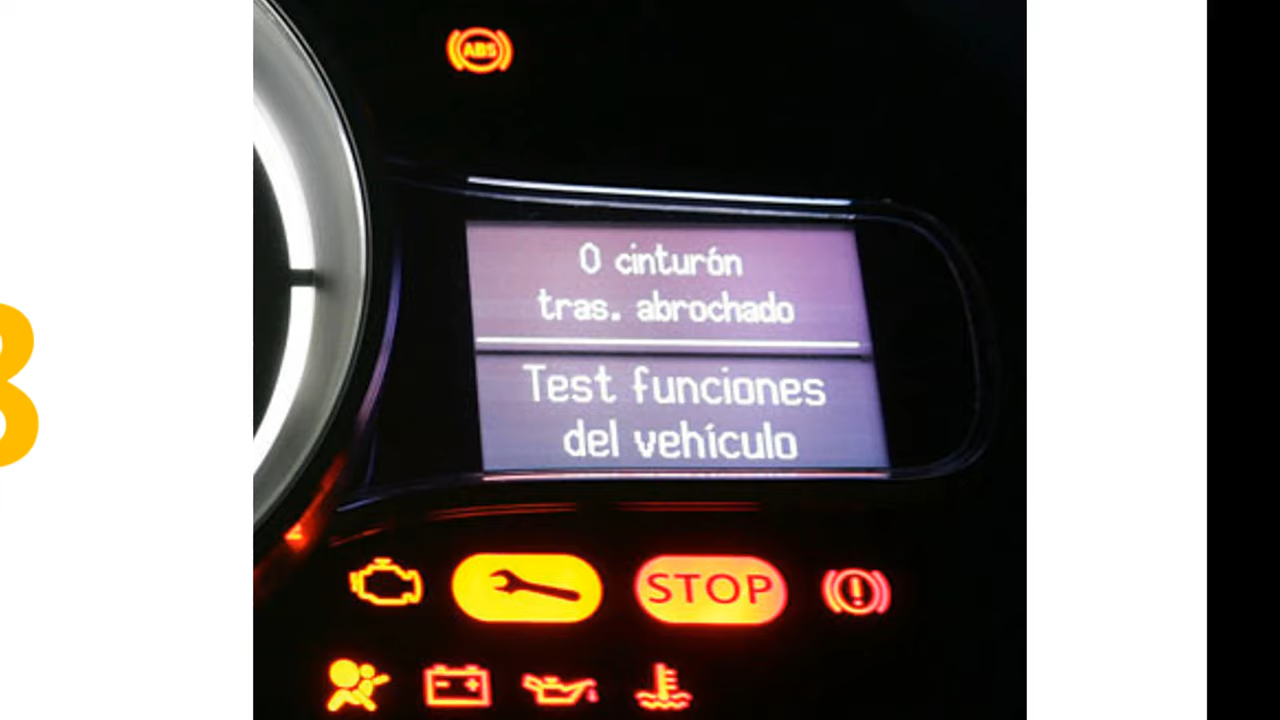 ABS
0 cinturón
tras. abrochado
Test funciones
del vehículo
STOP